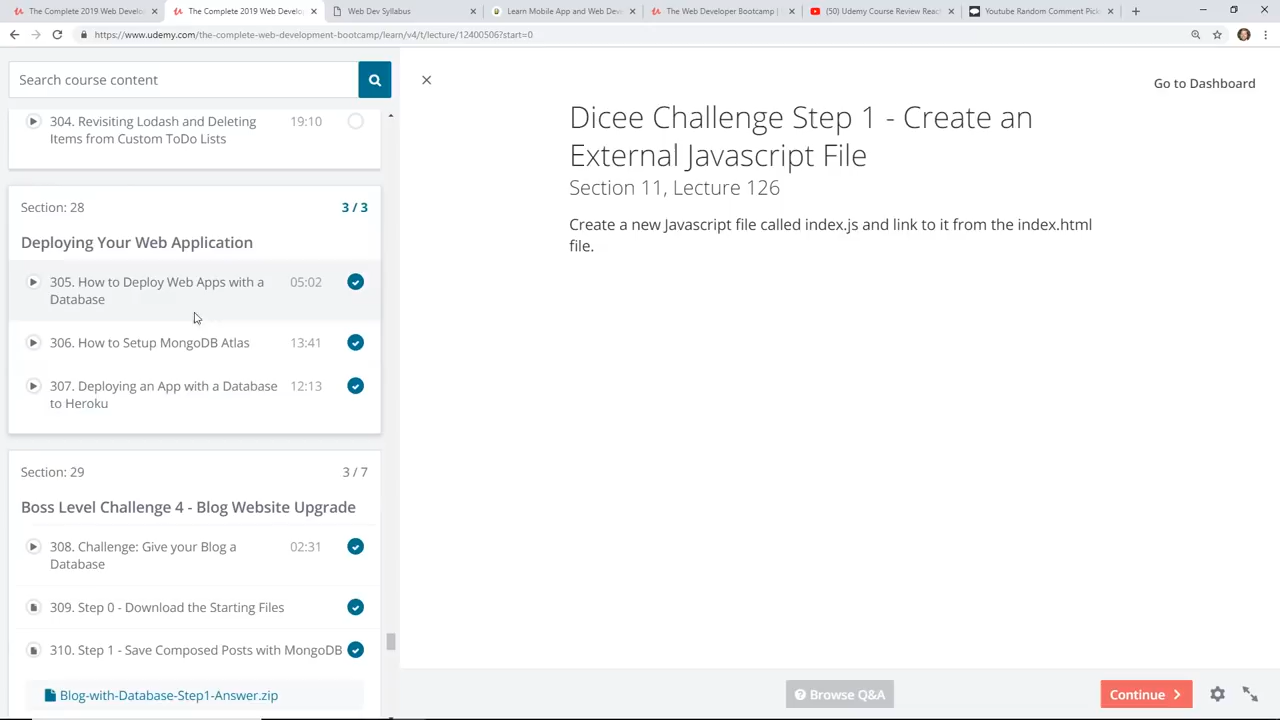 The Complete 2019 Web Develo
The Complete 2019 Web Develo
Web Dev Syllabus
Learn Mobile App and Web Dev
The Web Developer Bootcamp |
(50) Udemy Course Review Reac
Youtube Random Comment Pick
https://www.udemy.com/the-complete-web-development-bootcamp/learn/v4/t/lecture/12400506?start=0
Search course content
304. Revisiting Lodash and Deleting 19:10
Items from Custom ToDo Lists
Section: 28 3 / 3
Deploying Your Web Application
305. How to Deploy Web Apps with a 05:02
Database
306. How to Setup MongoDB Atlas 13:41
307. Deploying an App with a Database 12:13
to Heroku
Section: 29 3 / 7
Boss Level Challenge 4 - Blog Website Upgrade
308. Challenge: Give your Blog a 02:31
Database
309. Step 0 - Download the Starting Files
310. Step 1 - Save Composed Posts with MongoDB
Blog-with-Database-Step1-Answer.zip
Go to Dashboard
Dicee Challenge Step 1 - Create an
External Javascript File
Section 11, Lecture 126
Create a new Javascript file called index.js and link to it from the index.html
file.
Browse Q&A
Continue